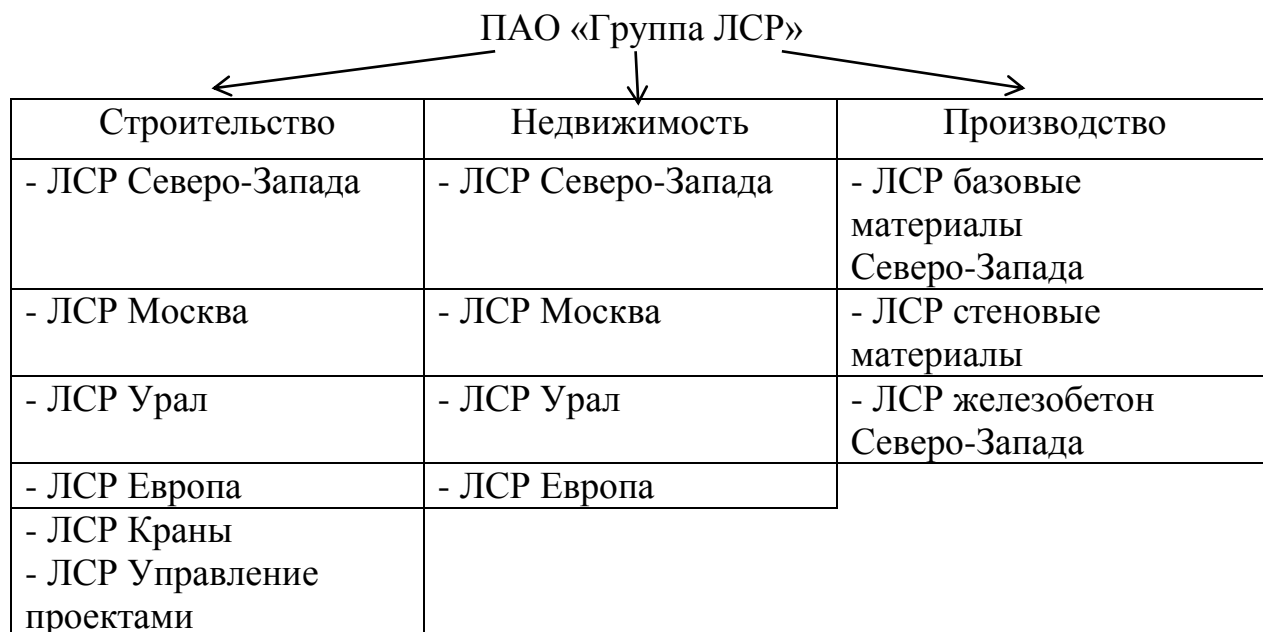 ПАО «Группа ЛСР»
Строительство
Недвижимость
Производство
- ЛСР Северо-Запада
- ЛСР Северо-Запада
- ЛСР базовые
материалы
Северо-Запада
- ЛСР Москва
- ЛСР Москва
- ЛСР стеновые
материалы
- ЛСР Урал
- ЛСР Урал
- ЛСР железобетон
Северо-Запада
- ЛСР Европа
- ЛСР Европа
- ЛСР Краны
- ЛСР Управление
проектами